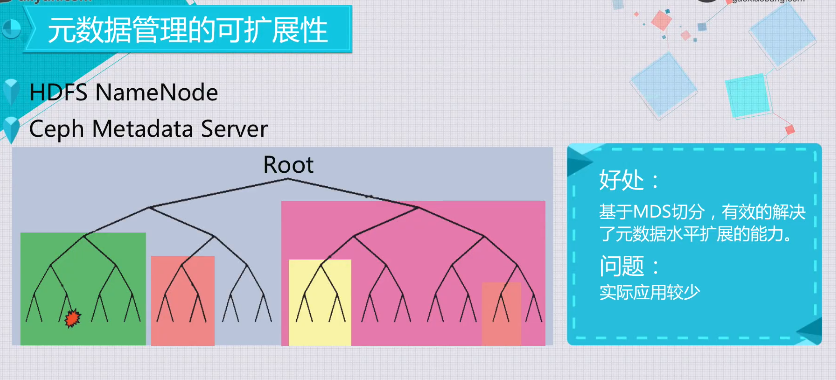 元数据管理的可扩展性
HDFS NameNode
Ceph Metadata Server
Root
好处：
基于MDS切分，有效的解决
了元数据水平扩展的能力。
问题：
实际应用较少